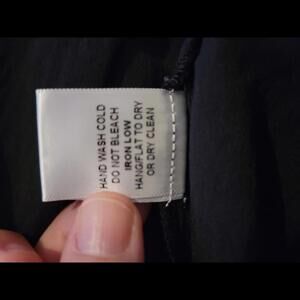 HAND WASH COLD
DO NOT BLEACH
IRON LOW
HANG/FLAT TO DRY
OR DRY CLEAN